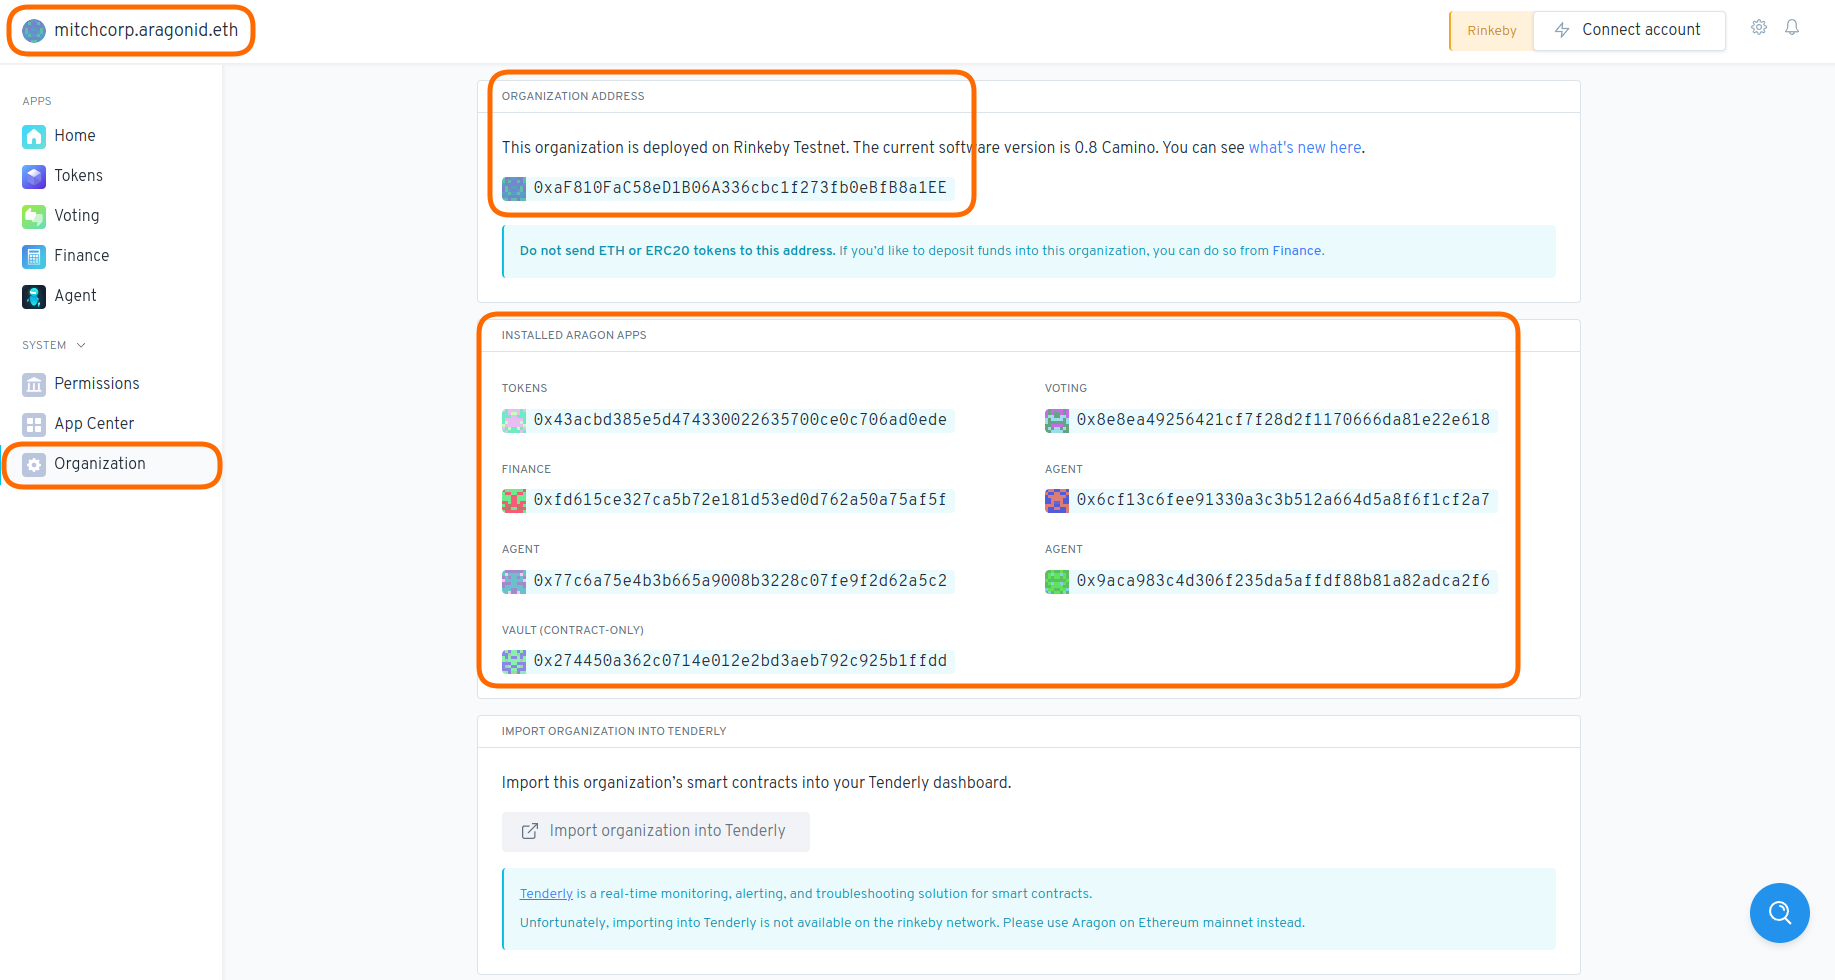 mitchcorp.aragonid.eth
Rinkeby
Connect account
APPS
Home
Tokens
Voting
Finance
Agent
SYSTEM
Permissions
App Center
Organization
ORGANIZATION ADDRESS
This organization is deployed on Rinkeby Testnet. The current software version is 0.8 Camino. You can see what's new here.
0xaF810FaC58eD1B06A336cbc1f273fb0eBfB8a1EE
Do not send ETH or ERC20 tokens to this address. If you'd like to deposit funds into this organization, you can do so from Finance.
INSTALLED ARAGON APPS
TOKENS
0x43acbd385e5d474330022635700ce0c706ad0ede
VOTING
0x8e8ea49256421cf7f28d2f1170666da81e22e618
FINANCE
0xfd615ce327ca5b72e181d53ed0d762a50a75af5f
AGENT
0x6cf13c6fee91330a3c3b512a664d5a8f6f1cf2a7
AGENT
0x77c6a75e4b3b665a9008b3228c07fe9f2d62a5c2
AGENT
0x9aca983c4d306f235da5affdf88b81a82adca2f6
VAULT (CONTRACT-ONLY)
0x274450a362c0714e012e2bd3aeb792c925b1ffdd
IMPORT ORGANIZATION INTO TENDERLY
Import this organization's smart contracts into your Tenderly dashboard.
Import organization into Tenderly
Tenderly is a real-time monitoring, alerting, and troubleshooting solution for smart contracts.
Unfortunately, importing into Tenderly is not available on the rinkeby network. Please use Aragon on Ethereum mainnet instead.